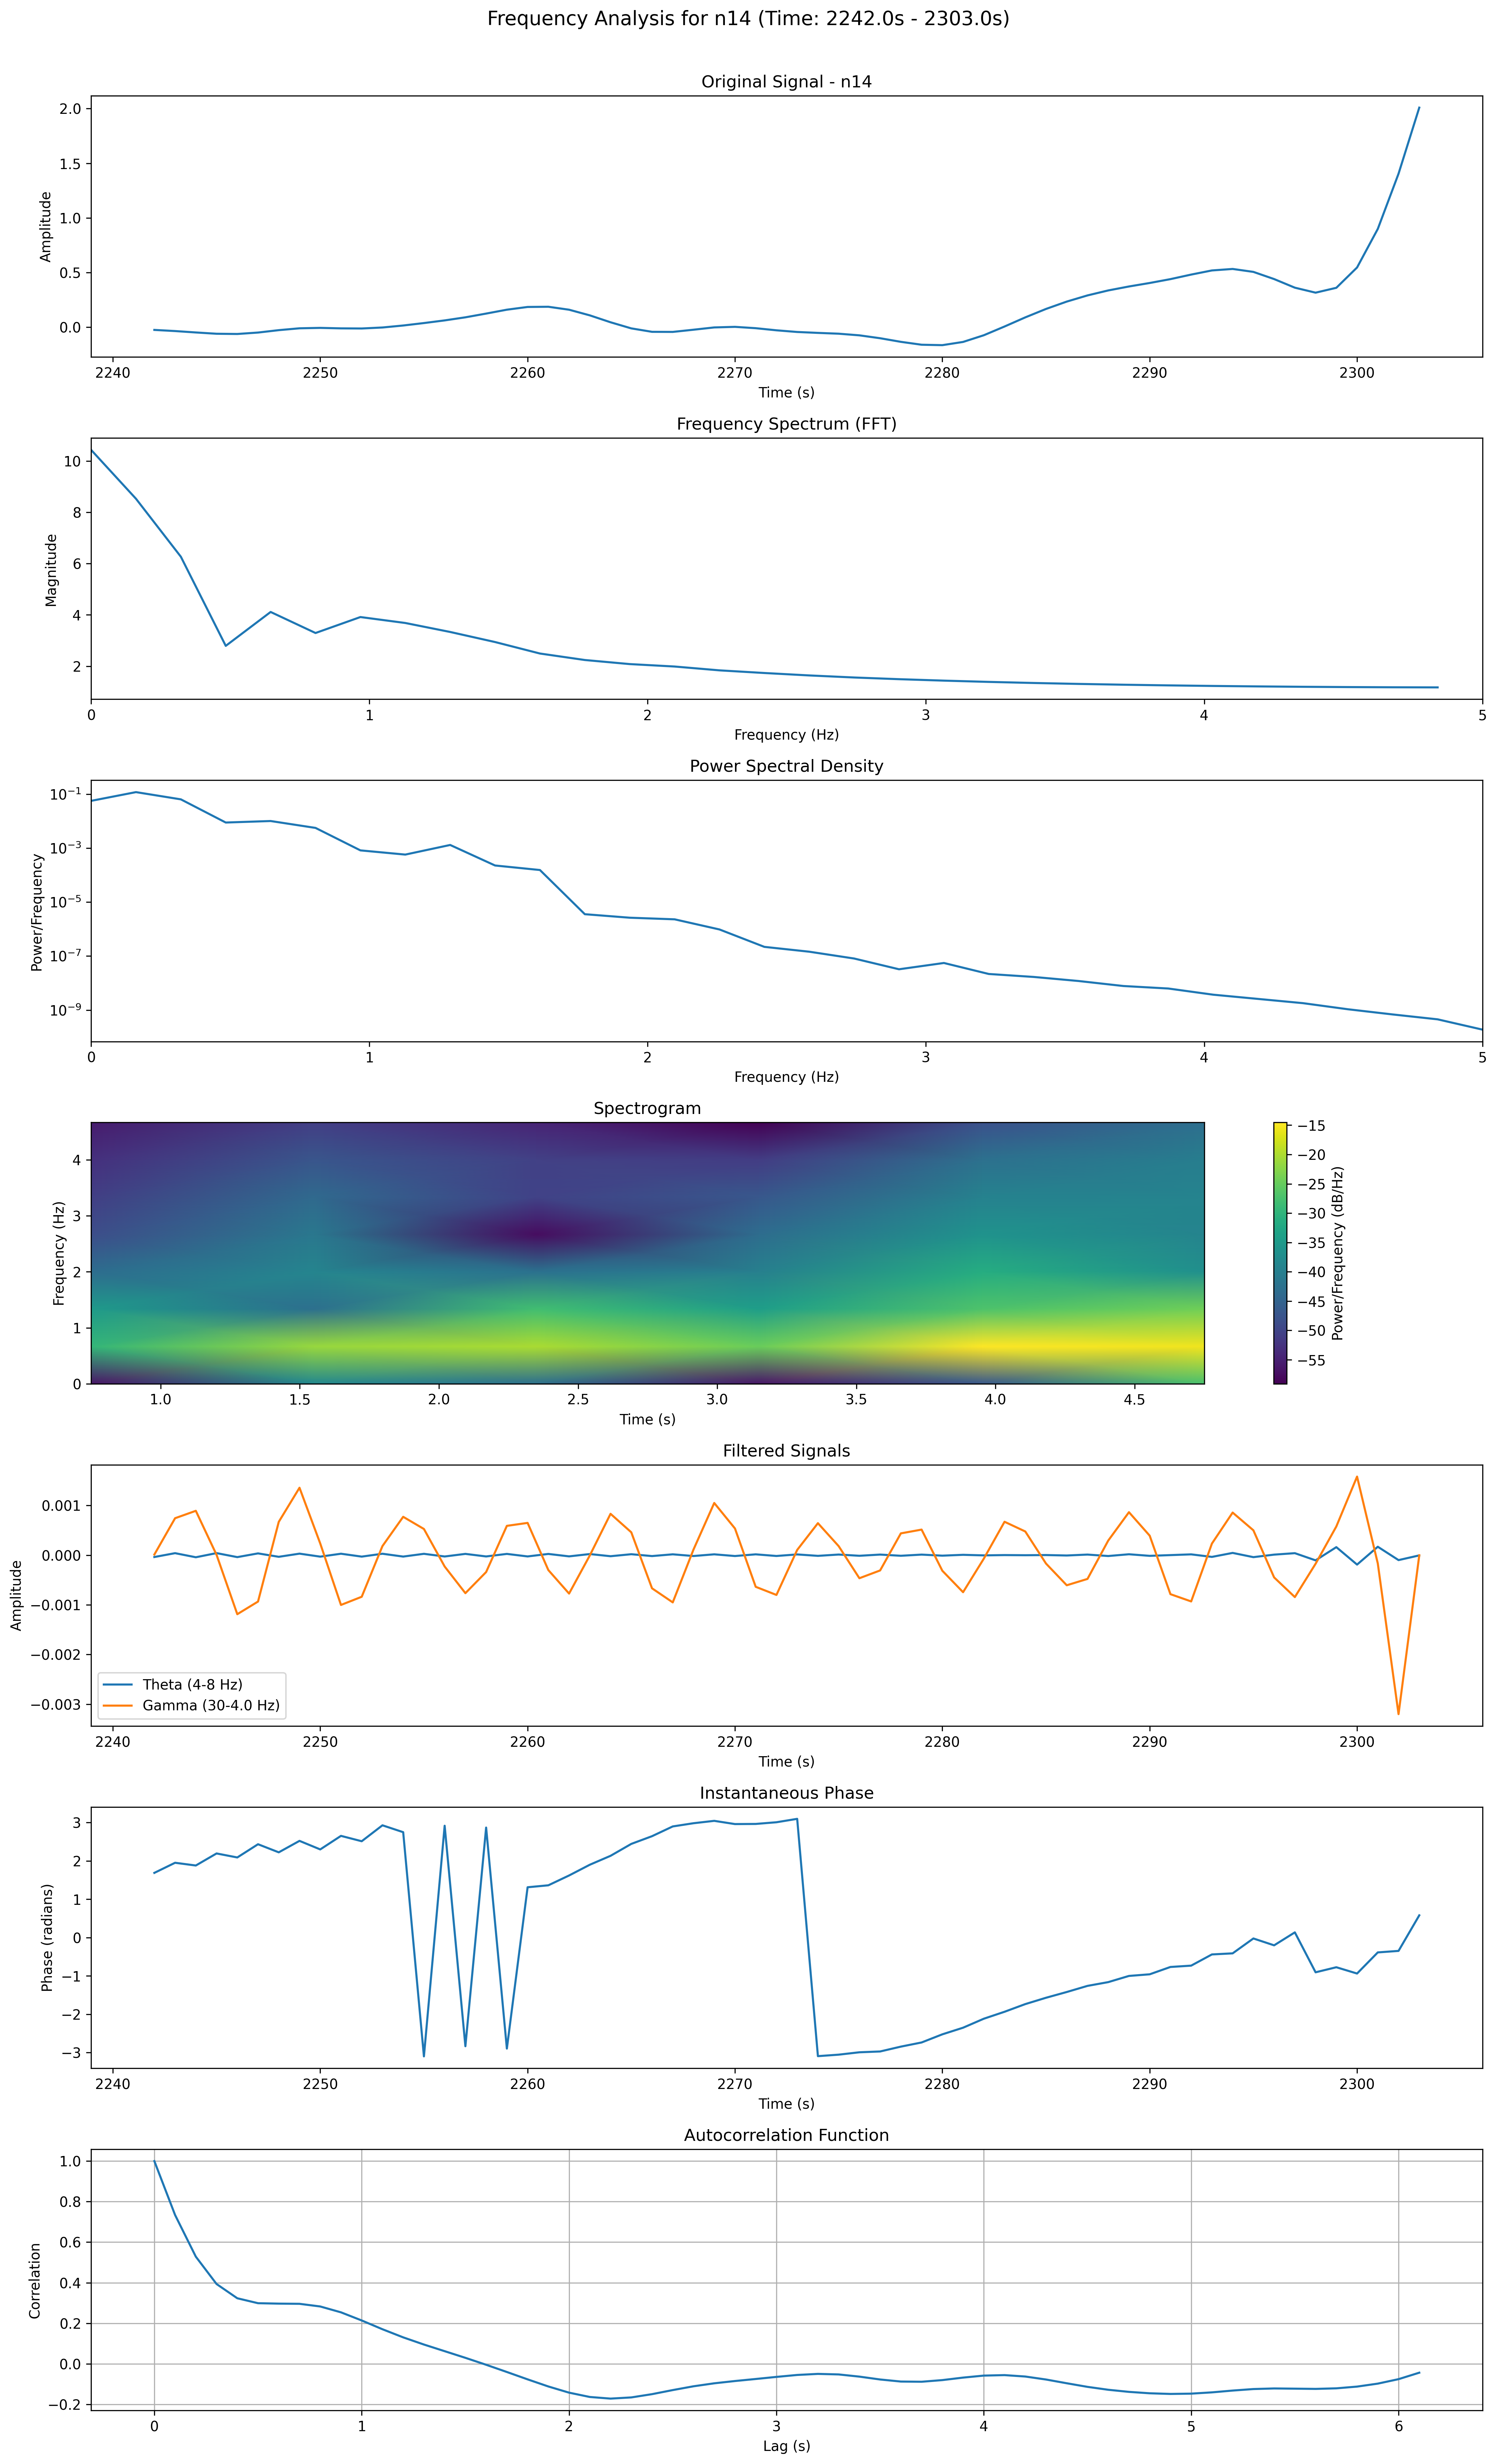 Frequency Analysis for n14 (Time: 2242.0s - 2303.0s)
Original Signal - n14
2.0
1.5
1.0
0.5
0.0
Amplitude
2240 2250 2260 2270 2280 2290 2300
Time (s)
Frequency Spectrum (FFT)
10
8
6
4
2
Magnitude
0 1 2 3 4 5
Frequency (Hz)
Power Spectral Density
10⁻¹
10⁻³
10⁻⁵
10⁻⁷
10⁻⁹
Power/Frequency
0 1 2 3 4 5
Frequency (Hz)
Spectrogram
4
3
2
1
0
Frequency (Hz)
1.0 1.5 2.0 2.5 3.0 3.5 4.0 4.5
Time (s)
−15
−20
−25
−30
−35
−40
−45
−50
−55
Power/Frequency (dB/Hz)
Filtered Signals
0.001
0.000
−0.001
−0.002
−0.003
Amplitude
Theta (4-8 Hz)
Gamma (30-4.0 Hz)
2240 2250 2260 2270 2280 2290 2300
Time (s)
Instantaneous Phase
3
2
1
0
−1
−2
−3
Phase (radians)
2240 2250 2260 2270 2280 2290 2300
Time (s)
Autocorrelation Function
1.0
0.8
0.6
0.4
0.2
0.0
−0.2
Correlation
0 1 2 3 4 5 6
Lag (s)